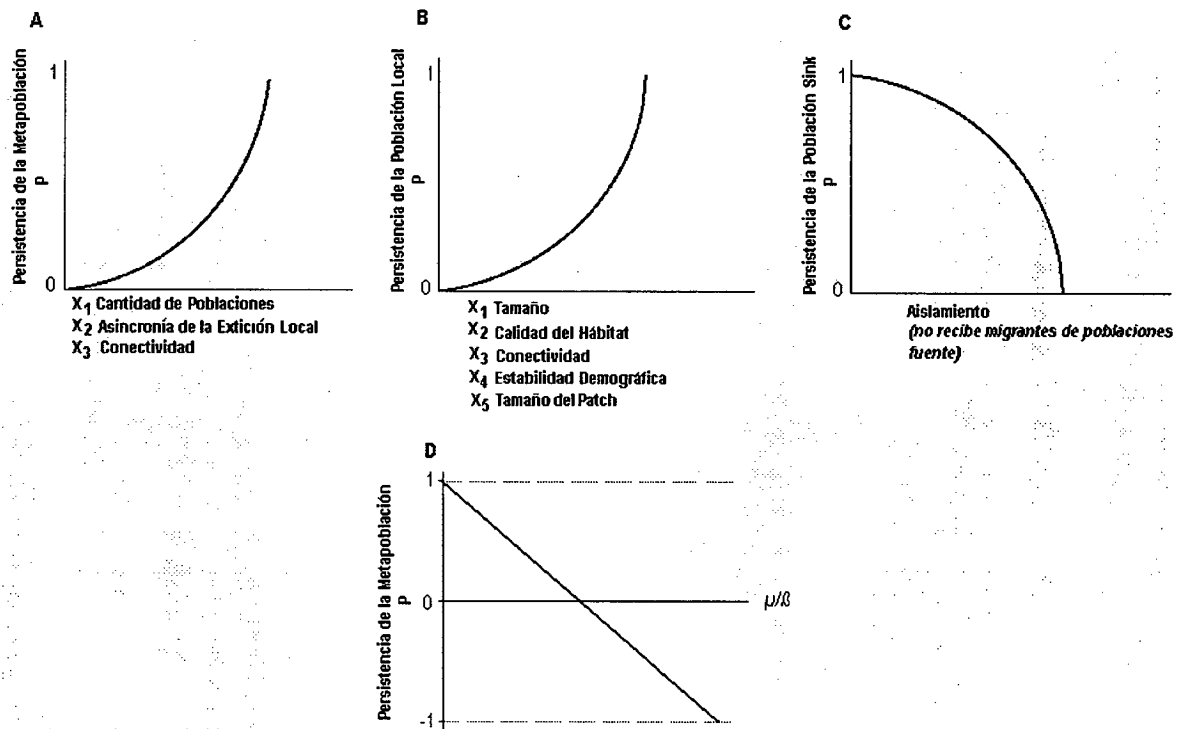 A
Persistencia de la Metapoblación
P
1
0
X1 Cantidad de Poblaciones
X2 Asincronía de la Extición Local
X3 Conectividad
B
Persistencia de la Población Local
P
1
0
X1 Tamaño
X2 Calidad del Hábitat
X3 Conectividad
X4 Estabilidad Demográfica
X5 Tamaño del Patch
C
Persistencia de la Población Sink
P
1
0
Aislamiento
(no recibe migrantes de poblaciones
fuente)
D
Persistencia de la Metapoblación
P
1
0
-1
μ/ß